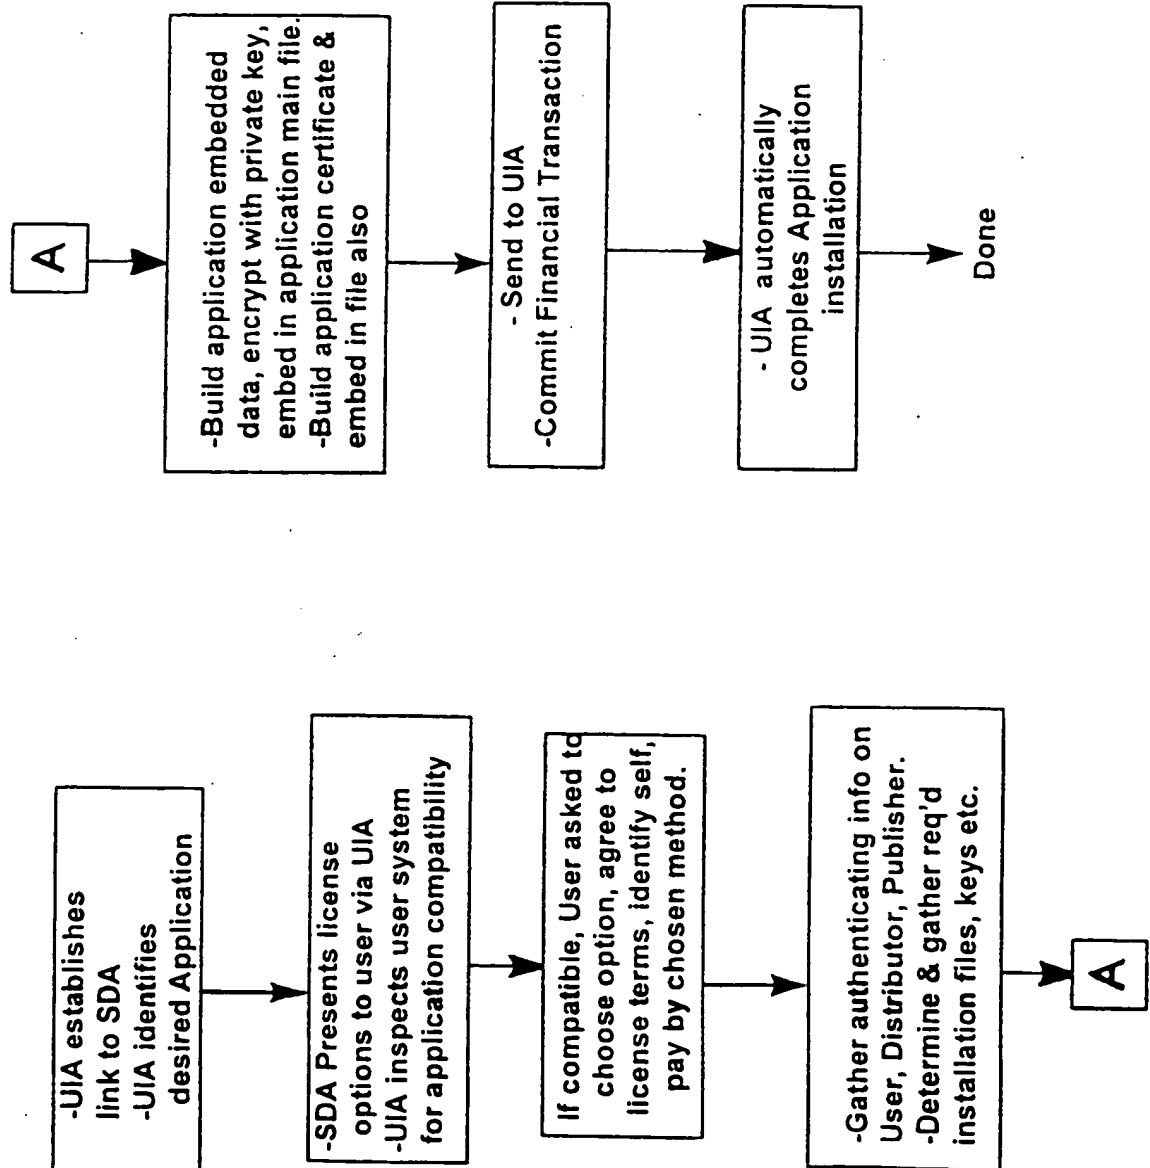 -UIA establishes
link to SDA
-UIA identifies
desired Application
-SDA Presents license
options to user via UIA
-UIA inspects user system
for application compatibility
If compatible, User asked to
choose option, agree to
license terms, identify self,
pay by chosen method.
-Gather authenticating info on
User, Distributor, Publisher.
-Determine & gather req'd
installation files, keys etc.
A
A
-Build application embedded
data, encrypt with private key,
embed in application main file.
-Build application certificate &
embed in file also
- Send to UIA
-Commit Financial Transaction
- UIA automatically
completes Application
installation
Done